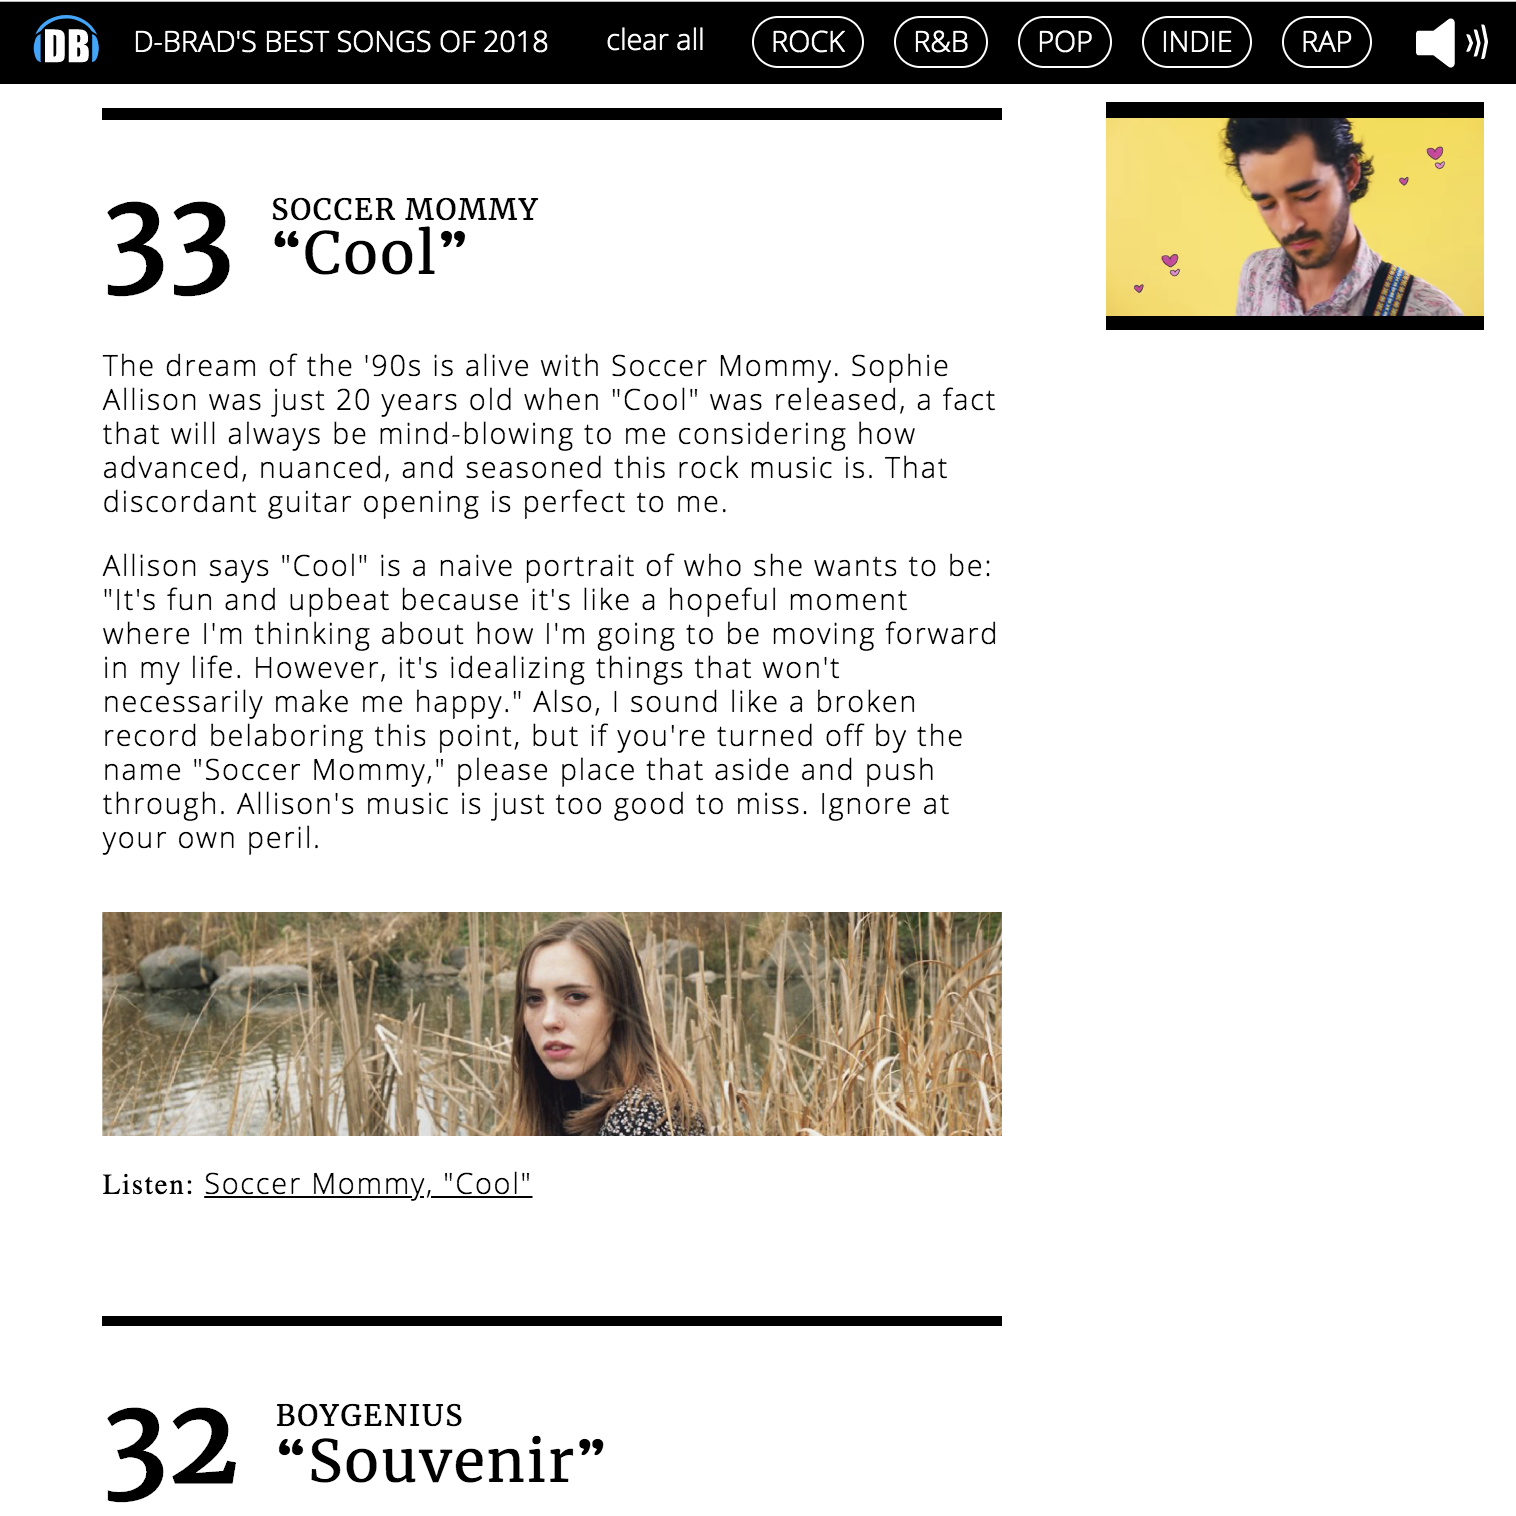 DB D-BRAD'S BEST SONGS OF 2018 clear all ROCK R&B POP INDIE RAP
33
SOCCER MOMMY
“Cool”
The dream of the '90s is alive with Soccer Mommy. Sophie
Allison was just 20 years old when "Cool" was released, a fact
that will always be mind-blowing to me considering how
advanced, nuanced, and seasoned this rock music is. That
discordant guitar opening is perfect to me.
Allison says "Cool" is a naive portrait of who she wants to be:
"It's fun and upbeat because it's like a hopeful moment
where I'm thinking about how I'm going to be moving forward
in my life. However, it's idealizing things that won't
necessarily make me happy." Also, I sound like a broken
record belaboring this point, but if you're turned off by the
name "Soccer Mommy," please place that aside and push
through. Allison's music is just too good to miss. Ignore at
your own peril.
Listen: Soccer Mommy, "Cool"
32
BOYGENIUS
“Souvenir”